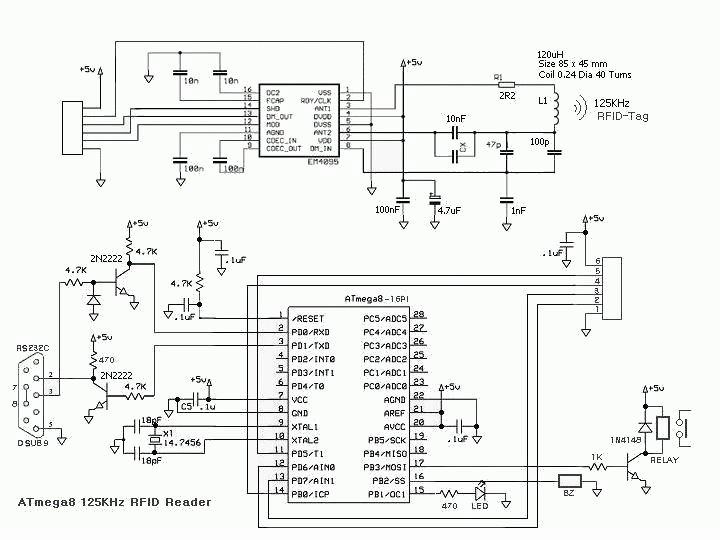 120uH
Size 85 x 45 mm
Coil 0.24 Dia 40 Turns
+5v
+5v
10n
10n
R1
2R2
L1
125KHz
RFID-Tag
16 OC2 VSS 1
15 FCAP RDY/CLK 2
14 SHD ANT1 3
13 DM_OUT DVDD 4
12 MOD DVSS 5
11 AGND ANT2 6
10 CDEC_IN VDD 7
9 CDEC_OUT DM_IN 8
EM4095
10nF
CX
47p
100p
100n
100n
100nF
4.7uF
1nF
+5v
4.7K
2N2222
4.7K
+5v
.1uF
4.7K
.1uF
+5v
.1uF
6
5
4
3
2
1
ATmega8-16PI
1 /RESET PC5/ADC5 28
2 PD0/RXD PC4/ADC4 27
3 PD1/TXD PC3/ADC3 26
4 PD2/INT0 PC2/ADC2 25
5 PD3/INT1 PC1/ADC1 24
6 PD4/T0 PC0/ADC0 23
7 VCC AGND 22
8 GND AREF 21
9 XTAL1 AVCC 20
10 XTAL2 PB5/SCK 19
11 PD5/T1 PB4/MISO 18
12 PD6/AIN0 PB3/MOSI 17
13 PD7/AIN1 PB2/SS 16
14 PB0/ICP PB1/OC1 15
+5v
470
2N2222
4.7K
RS232C
2
7
3
8
5
DSUB9
+5v
C5
.1u
18pF
X1
14.7456
18pF
+5v
.1uF
+5v
1N4148
RELAY
1K
BZ
470
LED
ATmega8 125KHz RFID Reader